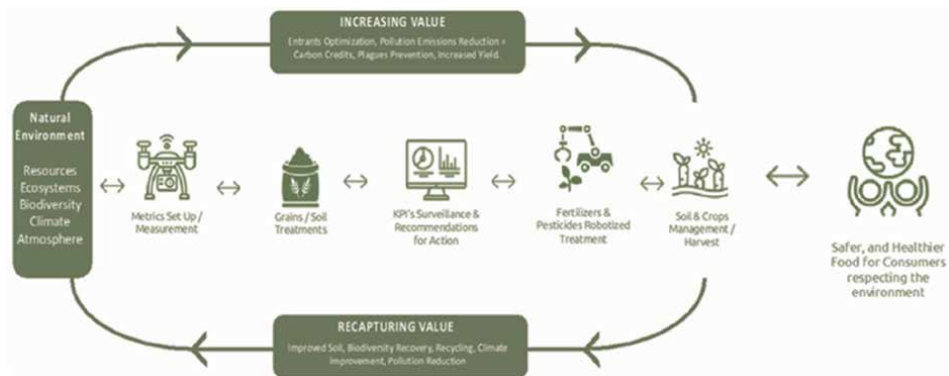 INCREASING VALUE
Entrants Optimization, Pollution Emissions Reduction =
Carbon Credits, Plagues Prevention, Increased Yield.
Natural
Environment
Resources
Ecosystems
Biodiversity
Climate
Atmosphere
Metrics Set Up /
Measurement
Grains / Soil
Treatments
KPI's Surveillance &
Recommendations
for Action
Fertilizers &
Pesticides Robotized
Treatment
Soil & Crops
Management /
Harvest
Safer, and Healthier
Food for Consumers
respecting the
environment
RECAPTURING VALUE
Improved Soil, Biodiversity Recovery, Recycling, Climate
improvement, Pollution Reduction